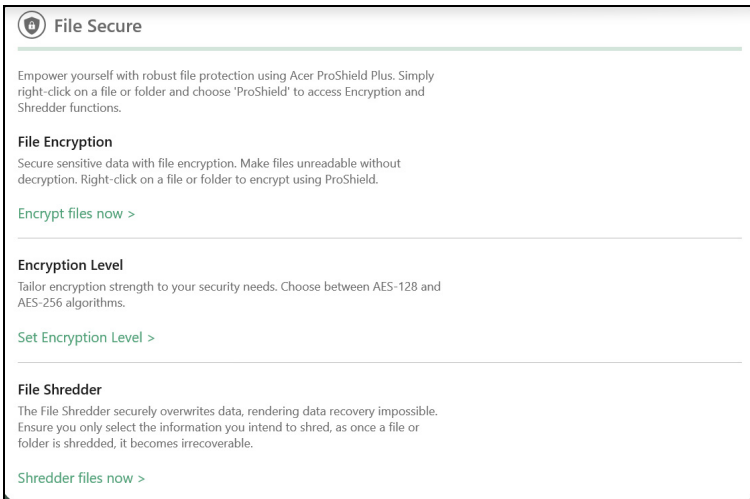 File Secure
Empower yourself with robust file protection using Acer ProShield Plus. Simply
right-click on a file or folder and choose 'ProShield' to access Encryption and
Shredder functions.
File Encryption
Secure sensitive data with file encryption. Make files unreadable without
decryption. Right-click on a file or folder to encrypt using ProShield.
Encrypt files now >
Encryption Level
Tailor encryption strength to your security needs. Choose between AES-128 and
AES-256 algorithms.
Set Encryption Level >
File Shredder
The File Shredder securely overwrites data, rendering data recovery impossible.
Ensure you only select the information you intend to shred, as once a file or
folder is shredded, it becomes irrecoverable.
Shredder files now >